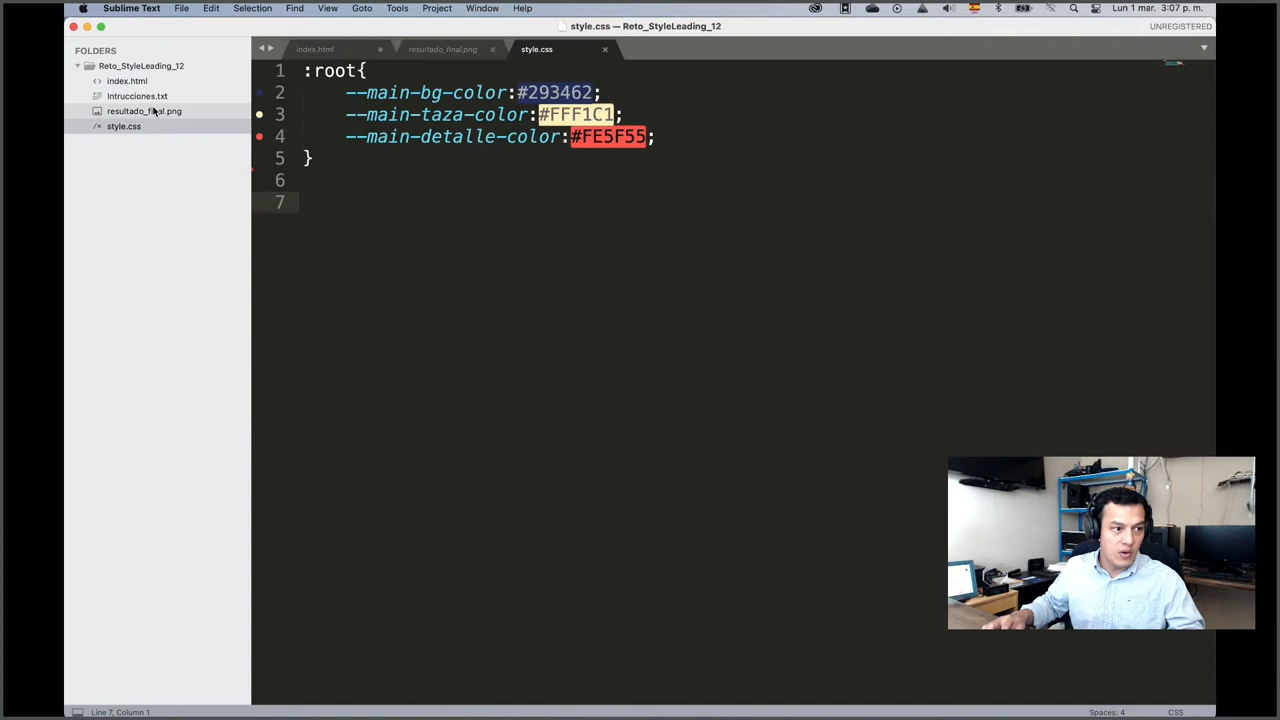 Sublime Text File Edit Selection Find View Goto Tools Project Window Help Lun 1 mar. 3:07 p. m.
style.css — Reto_StyleLeading_12 UNREGISTERED
FOLDERS
Reto_StyleLeading_12
index.html
Intrucciones.txt
resultado_final.png
style.css
index.html resultado_final.png style.css
1 :root{
2 --main-bg-color:#293462;
3 --main-taza-color:#FFF1C1;
4 --main-detalle-color:#FE5F55;
5 }
6
7
Line 7, Column 1 Spaces: 4 CSS